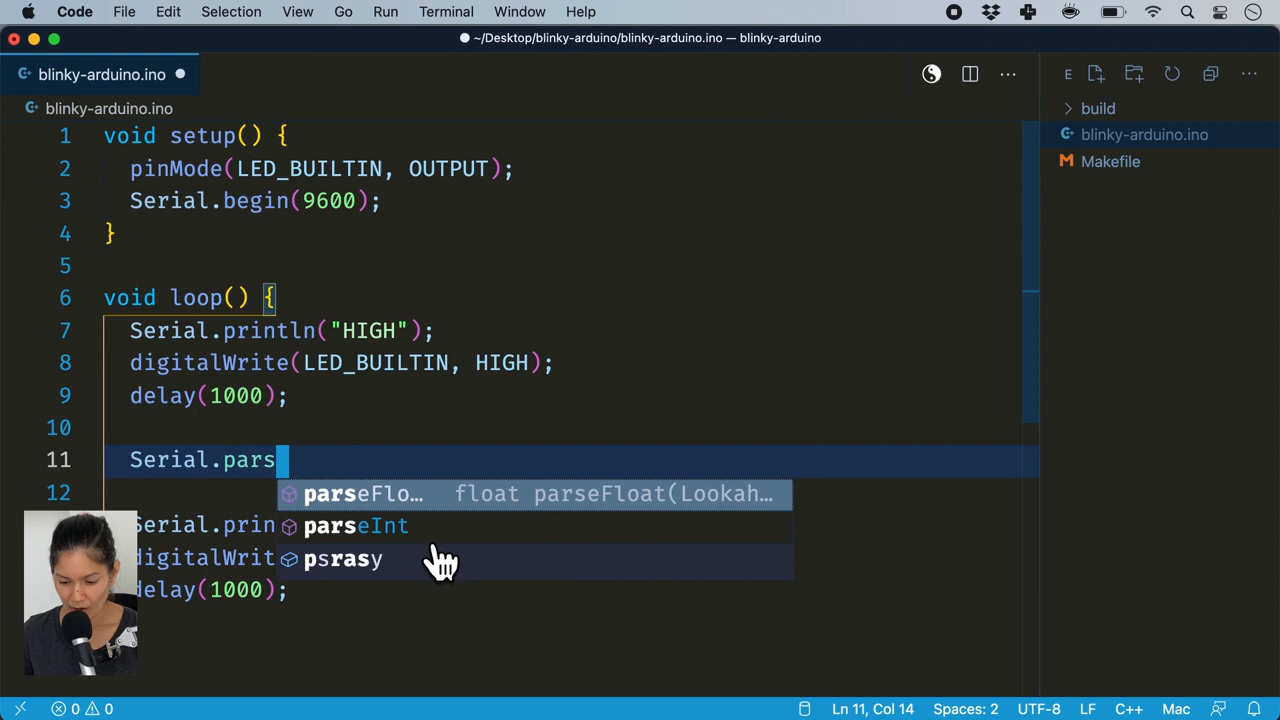 Code File Edit Selection View Go Run Terminal Window Help
~/Desktop/blinky-arduino/blinky-arduino.ino — blinky-arduino
blinky-arduino.ino
E
blinky-arduino.ino
build
blinky-arduino.ino
Makefile
1 void setup() {
2 pinMode(LED_BUILTIN, OUTPUT);
3 Serial.begin(9600);
4 }
5
6 void loop() {
7 Serial.println("HIGH");
8 digitalWrite(LED_BUILTIN, HIGH);
9 delay(1000);
10
11 Serial.pars
12
parseFlo… float parseFloat(Lookah…
parseInt
psrasy
Serial.prin
digitalWrit
delay(1000);
0 0 Ln 11, Col 14 Spaces: 2 UTF-8 LF C++ Mac